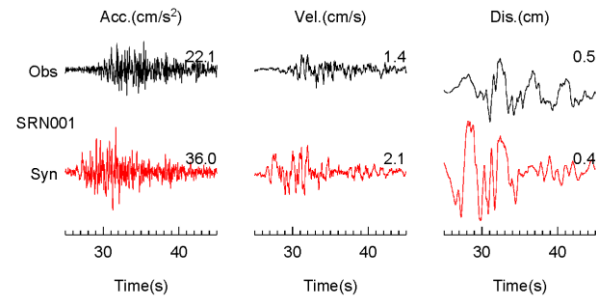 Acc.(cm/s²) Vel.(cm/s) Dis.(cm)
Obs 22.1 1.4 0.5
SRN001
Syn 36.0 2.1 0.4
30 40 30 40 30 40
Time(s) Time(s) Time(s)